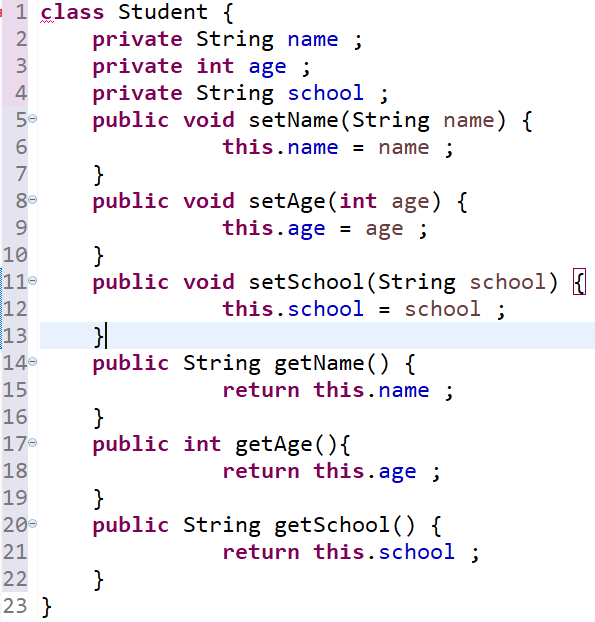 1 class Student {
2 private String name ;
3 private int age ;
4 private String school ;
5 public void setName(String name) {
6 this.name = name ;
7 }
8 public void setAge(int age) {
9 this.age = age ;
10 }
11 public void setSchool(String school) {
12 this.school = school ;
13 }
14 public String getName() {
15 return this.name ;
16 }
17 public int getAge(){
18 return this.age ;
19 }
20 public String getSchool() {
21 return this.school ;
22 }
23 }